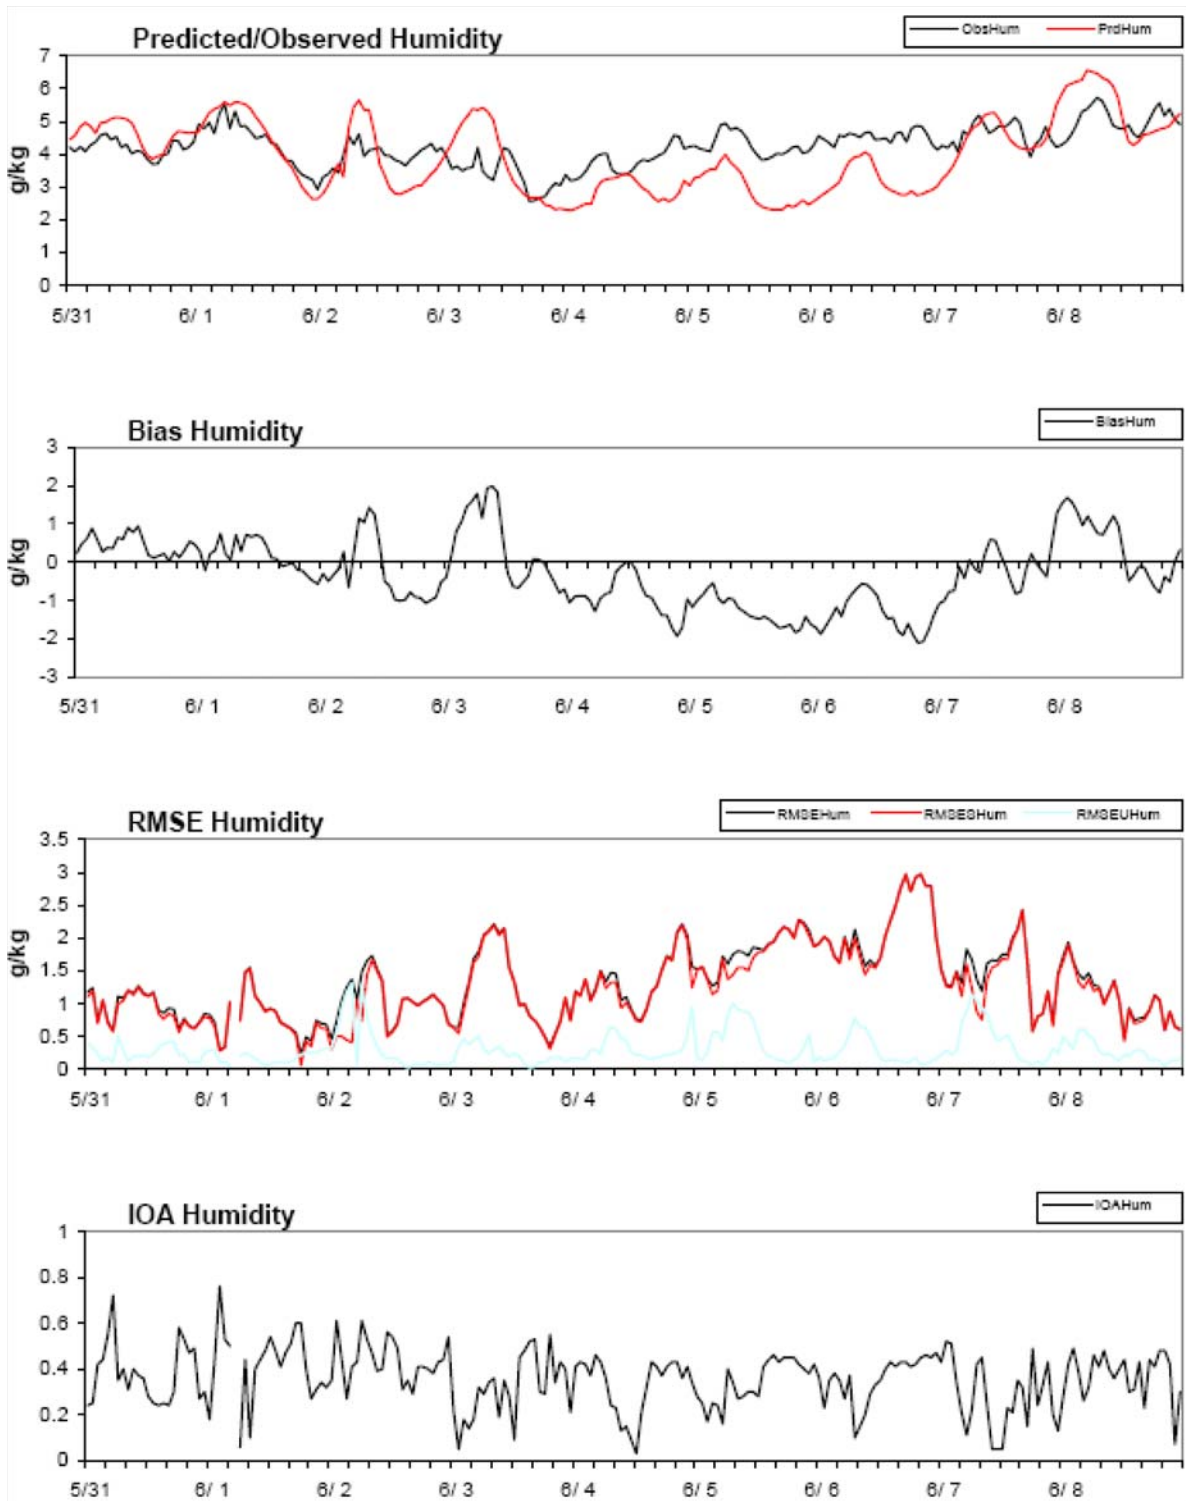 Predicted/Observed Humidity
ObsHum PrdHum
7
6
5
4
3
2
1
0
g/kg
5/31 6/ 1 6/ 2 6/ 3 6/ 4 6/ 5 6/ 6 6/ 7 6/ 8
Bias Humidity
BiasHum
3
2
1
0
-1
-2
-3
g/kg
5/31 6/ 1 6/ 2 6/ 3 6/ 4 6/ 5 6/ 6 6/ 7 6/ 8
RMSE Humidity
RMSEHum RMSESHum RMSEUHum
3.5
3
2.5
2
1.5
1
0.5
0
g/kg
5/31 6/ 1 6/ 2 6/ 3 6/ 4 6/ 5 6/ 6 6/ 7 6/ 8
IOA Humidity
IOAHum
1
0.8
0.6
0.4
0.2
0
5/31 6/ 1 6/ 2 6/ 3 6/ 4 6/ 5 6/ 6 6/ 7 6/ 8